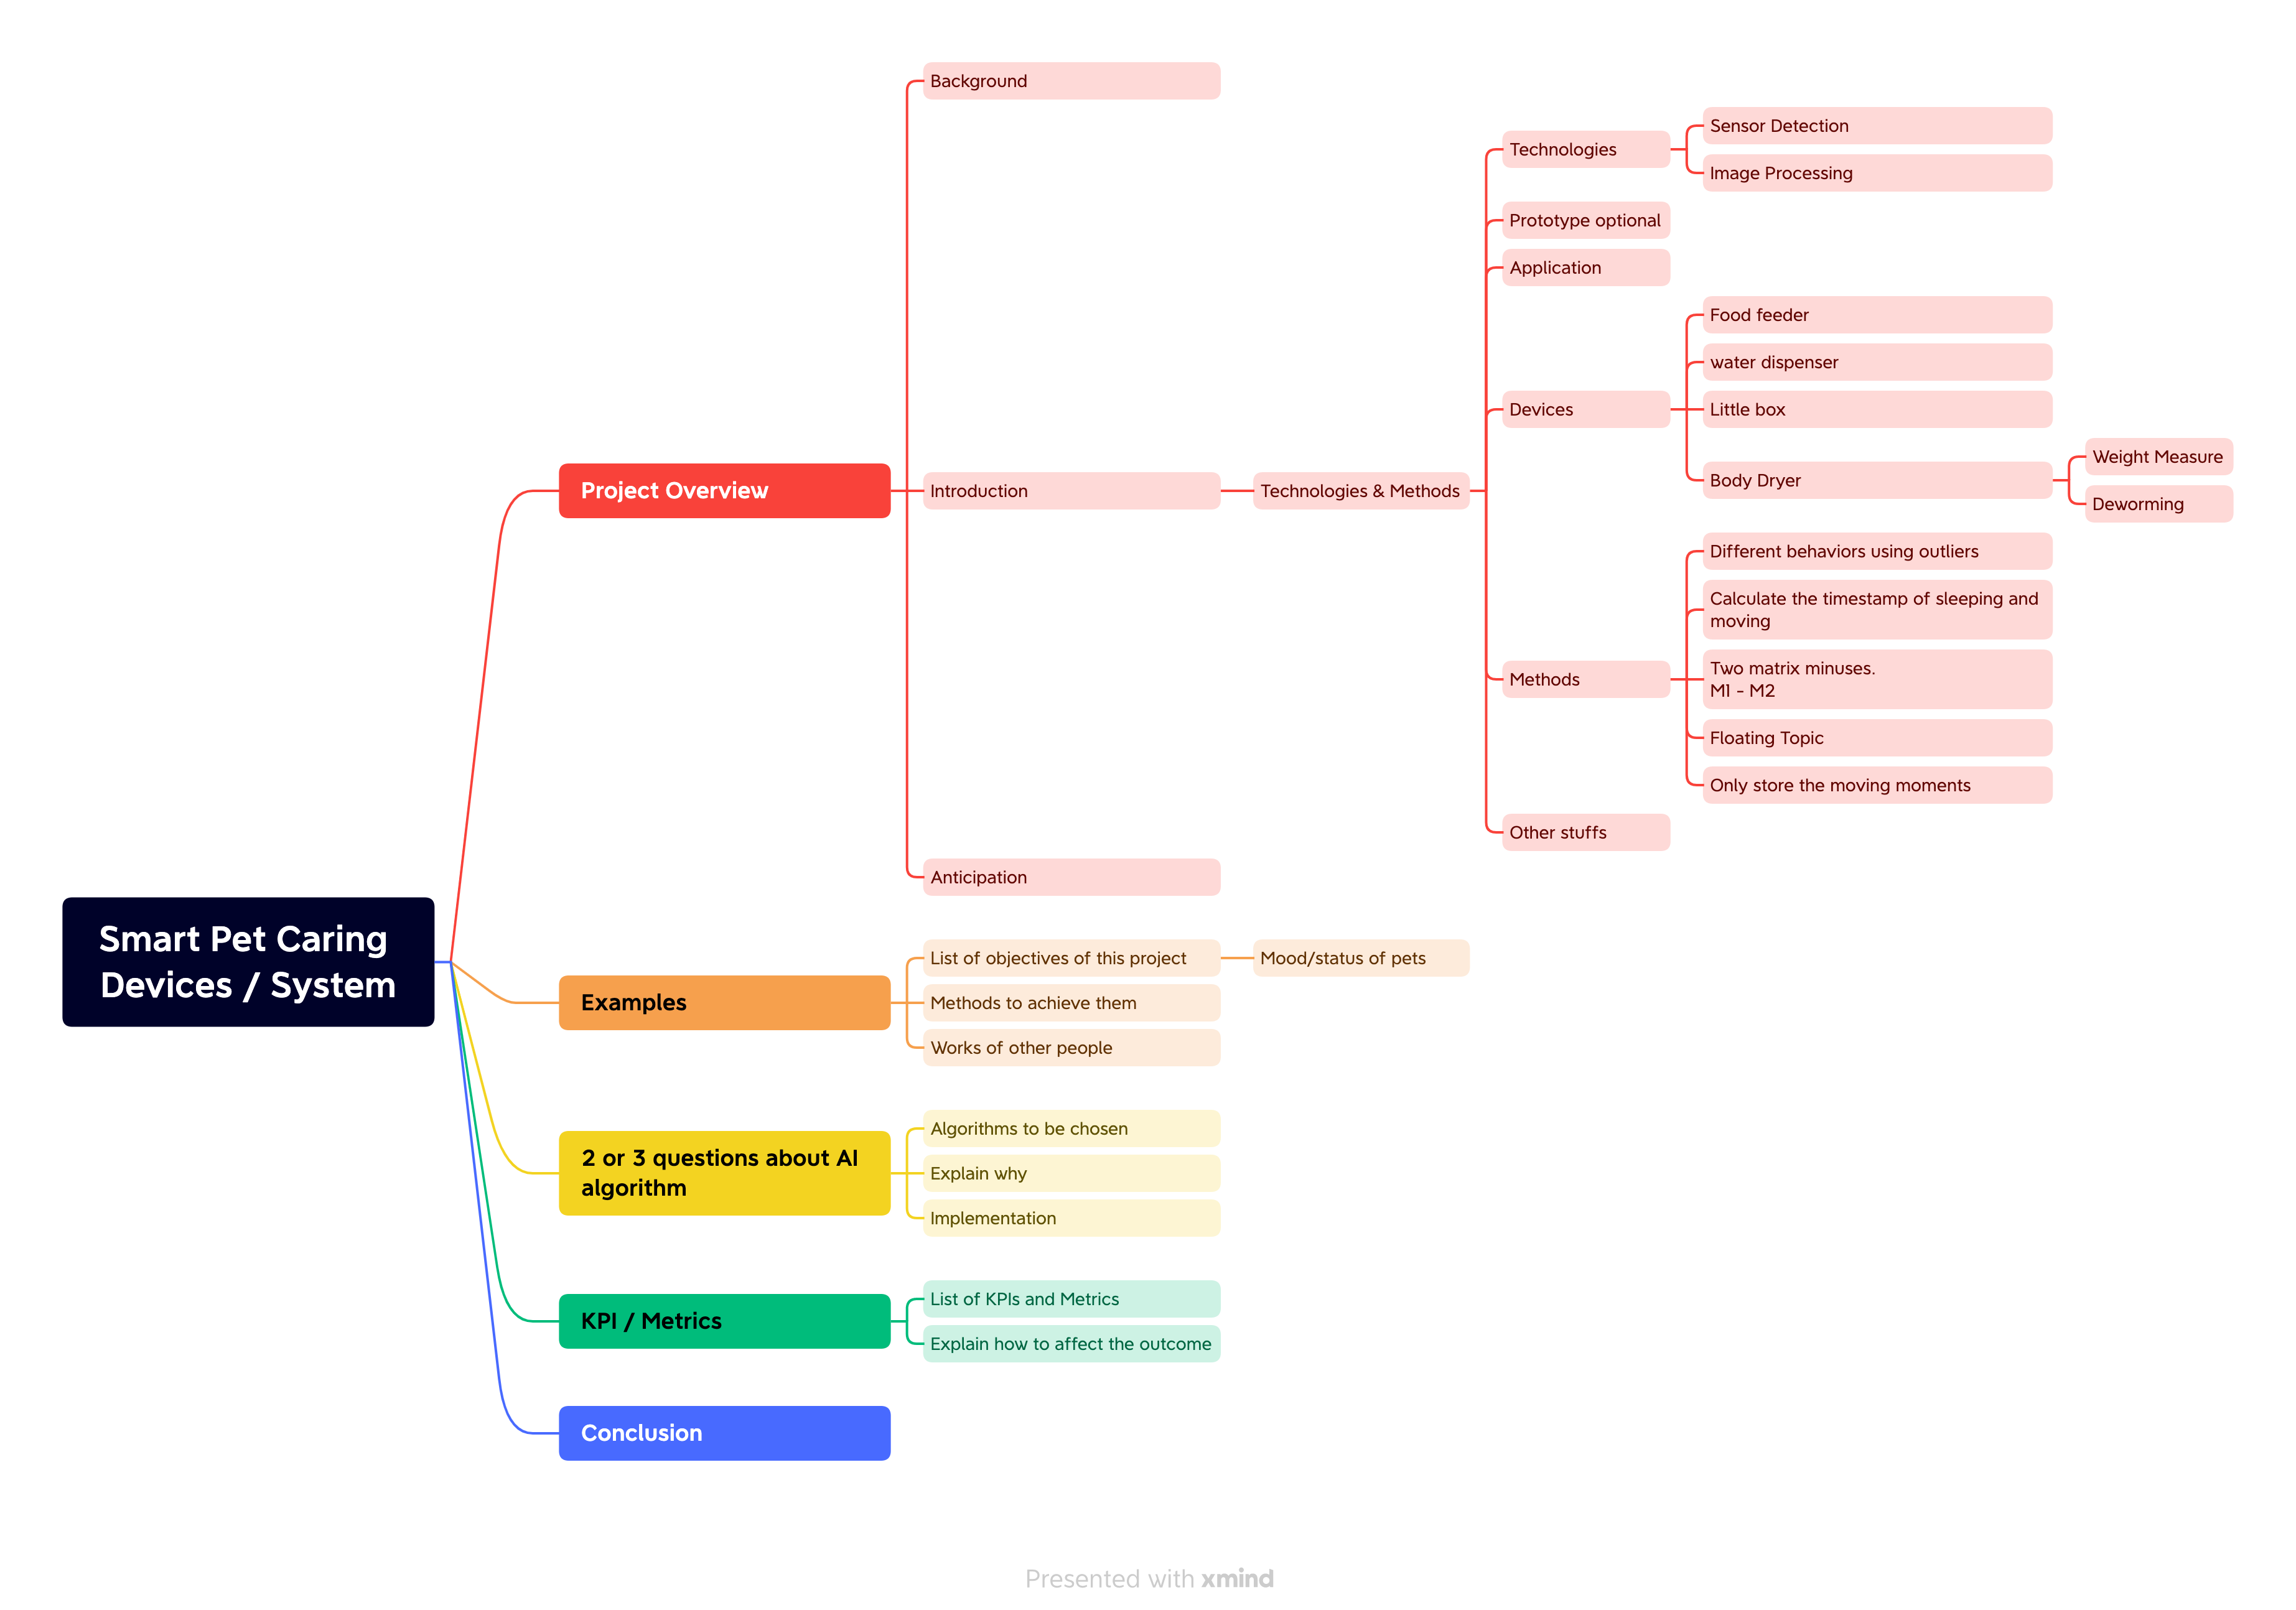 Smart Pet Caring
Devices / System
Project Overview
Background
Introduction
Technologies & Methods
Technologies
Sensor Detection
Image Processing
Prototype optional
Application
Devices
Food feeder
water dispenser
Little box
Body Dryer
Weight Measure
Deworming
Methods
Different behaviors using outliers
Calculate the timestamp of sleeping and
moving
Two matrix minuses.
M1 - M2
Floating Topic
Only store the moving moments
Other stuffs
Anticipation
Examples
List of objectives of this project
Mood/status of pets
Methods to achieve them
Works of other people
2 or 3 questions about AI
algorithm
Algorithms to be chosen
Explain why
Implementation
KPI / Metrics
List of KPIs and Metrics
Explain how to affect the outcome
Conclusion
Presented with xmind